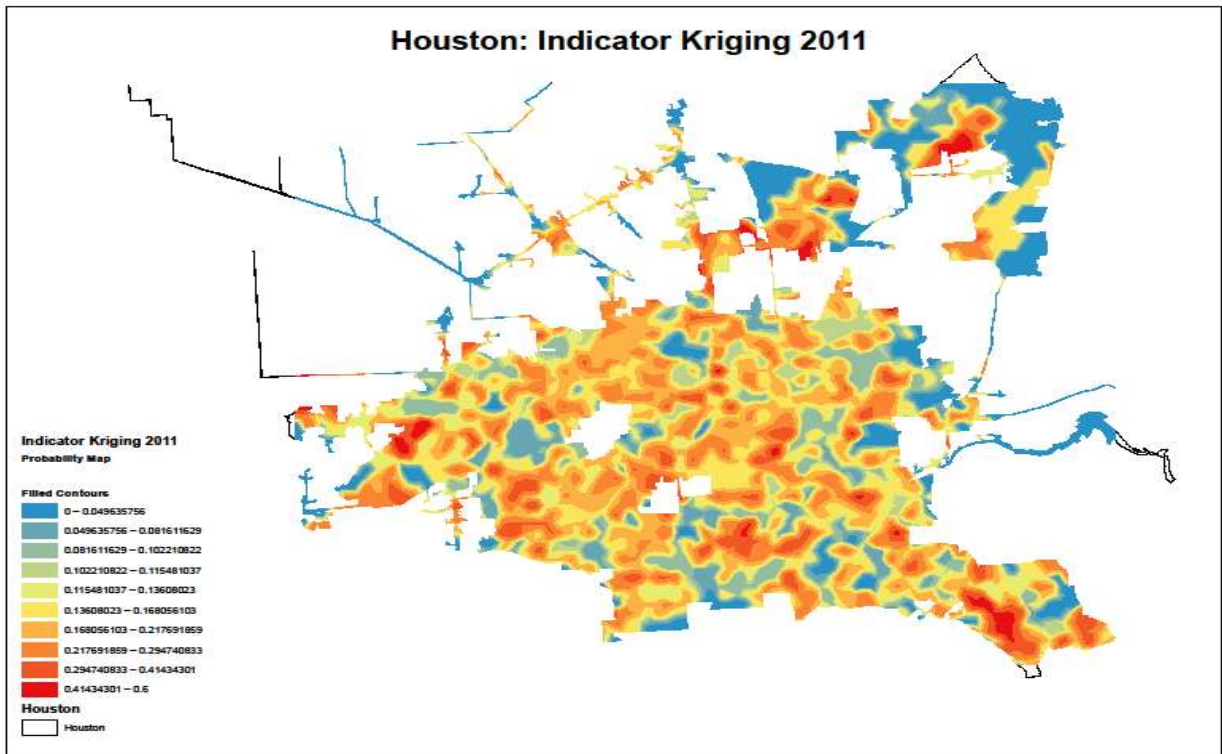 Houston: Indicator Kriging 2011
Indicator Kriging 2011
Probability Map
Filled Contours
0 – 0.049635756
0.049635756 – 0.081611629
0.081611629 – 0.102210822
0.102210822 – 0.115481037
0.115481037 – 0.13608023
0.13608023 – 0.168056103
0.168056103 – 0.217691859
0.217691859 – 0.294740833
0.294740833 – 0.41434301
0.41434301 – 0.6
Houston
Houston